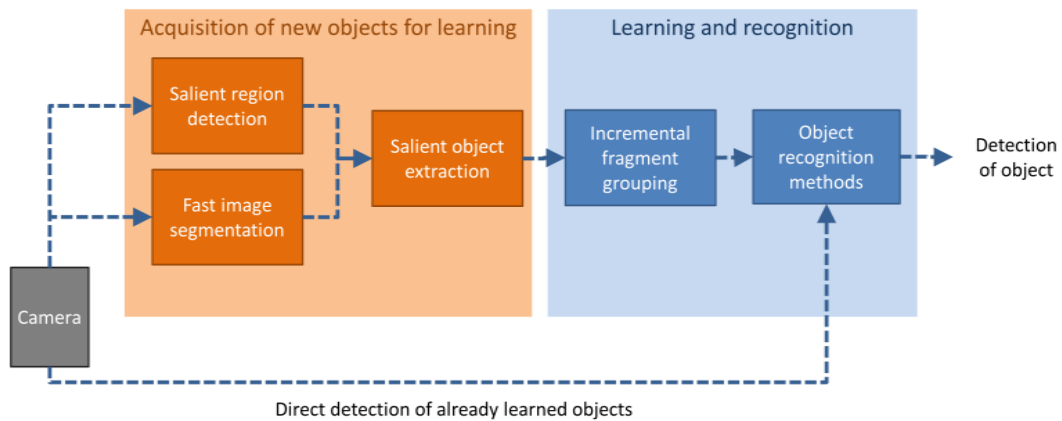 Acquisition of new objects for learning
Learning and recognition
Salient region
detection
Fast image
segmentation
Salient object
extraction
Incremental
fragment
grouping
Object
recognition
methods
Detection
of object
Camera
Direct detection of already learned objects